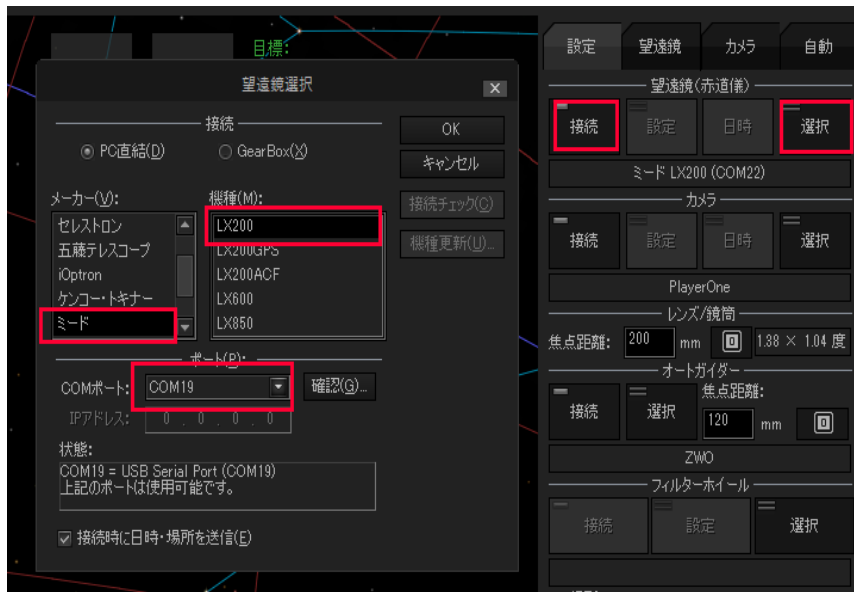 目標:
望遠鏡選択
接続
PC直結(D)
GearBox(X)
OK
キャンセル
メーカー(V):
機種(M):
接続チェック(C)
機種更新(U)...
セレストロン
五藤テレスコープ
iOptron
ケンコー・トキナー
ミード
LX200
LX200GPS
LX200ACF
LX600
LX850
ポート(P):
COMポート: COM19 確認(G)...
IPアドレス: 0 . 0 . 0 . 0
状態:
COM19 = USB Serial Port (COM19)
上記のポートは使用可能です。
接続時に日時・場所を送信(E)
設定 望遠鏡 カメラ 自動
望遠鏡(赤道儀)
接続 設定 日時 選択
ミード LX200 (COM22)
カメラ
接続 設定 日時 選択
PlayerOne
レンズ/鏡筒
焦点距離: 200 mm 1.38 × 1.04 度
オートガイダー
接続 選択 焦点距離:
120 mm
ZWO
フィルターホイール
接続 設定 選択